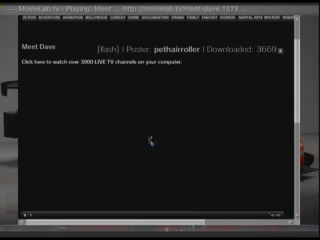 MovieLab.tv - Playing: Meet ... http://movielab.tv/meet-dave.1579....
ACTION ADVENTURE ANIMATION BOLLYWOOD COMEDY CRIME DOCUMENTARY DRAMA FAMILY FANTASY HORROR MARTIAL ARTS MYSTERY
Meet Dave
[flash] | Poster: pethairroller | Downloaded: 3669
Click here to watch over 3000 LIVE TV channels on your computer.